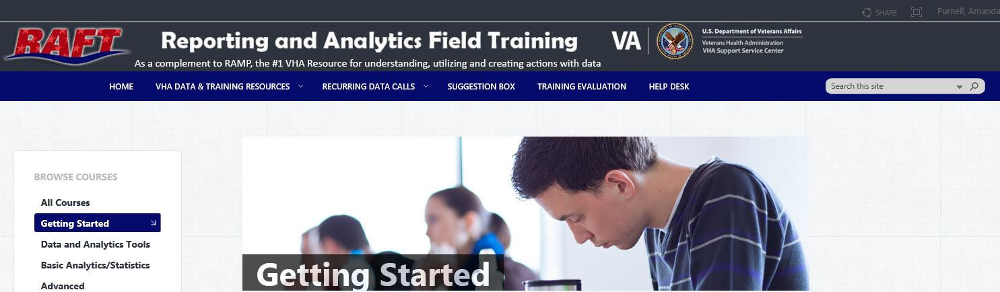 SHARE
Purnell, Amanda
RAFT
Reporting and Analytics Field Training
As a complement to RAMP, the #1 VHA Resource for understanding, utilizing and creating actions with data
VA
U.S. Department of Veterans Affairs
Veterans Health Administration
VHA Support Service Center
HOME VHA DATA & TRAINING RESOURCES RECURRING DATA CALLS SUGGESTION BOX TRAINING EVALUATION HELP DESK
Search this site
BROWSE COURSES
All Courses
Getting Started
Data and Analytics Tools
Basic Analytics/Statistics
Advanced
Getting Started